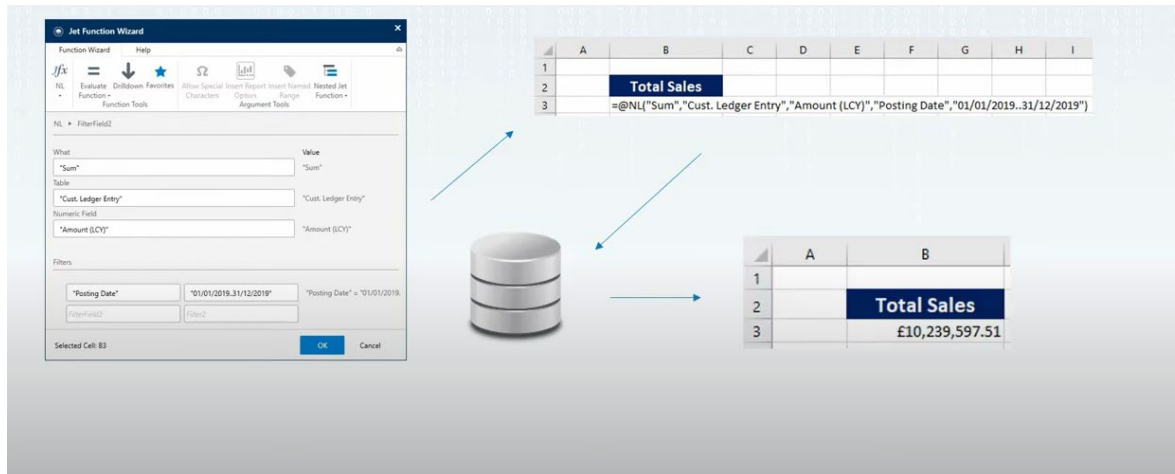 Jet Function Wizard
Function Wizard Help
Jfx
NL
Evaluate Function
Drilldown
Favorites
Function Tools
Allow Special Characters
Insert Report Option
Insert Named Range
Nested Jet Function
Argument Tools
NL FilterField2
What Value
"Sum" "Sum"
Table
"Cust. Ledger Entry" "Cust. Ledger Entry"
Numeric Field
"Amount (LCY)" "Amount (LCY)"
Filters
"Posting Date" "01/01/2019..31/12/2019" "Posting Date" = "01/01/2019.
FilterField2 Filter2
Selected Cell: B3 OK Cancel
A B C D E F G H I
1
2 Total Sales
3 =@NL("Sum","Cust. Ledger Entry","Amount (LCY)","Posting Date","01/01/2019..31/12/2019")
A B
1
2 Total Sales
3 £10,239,597.51